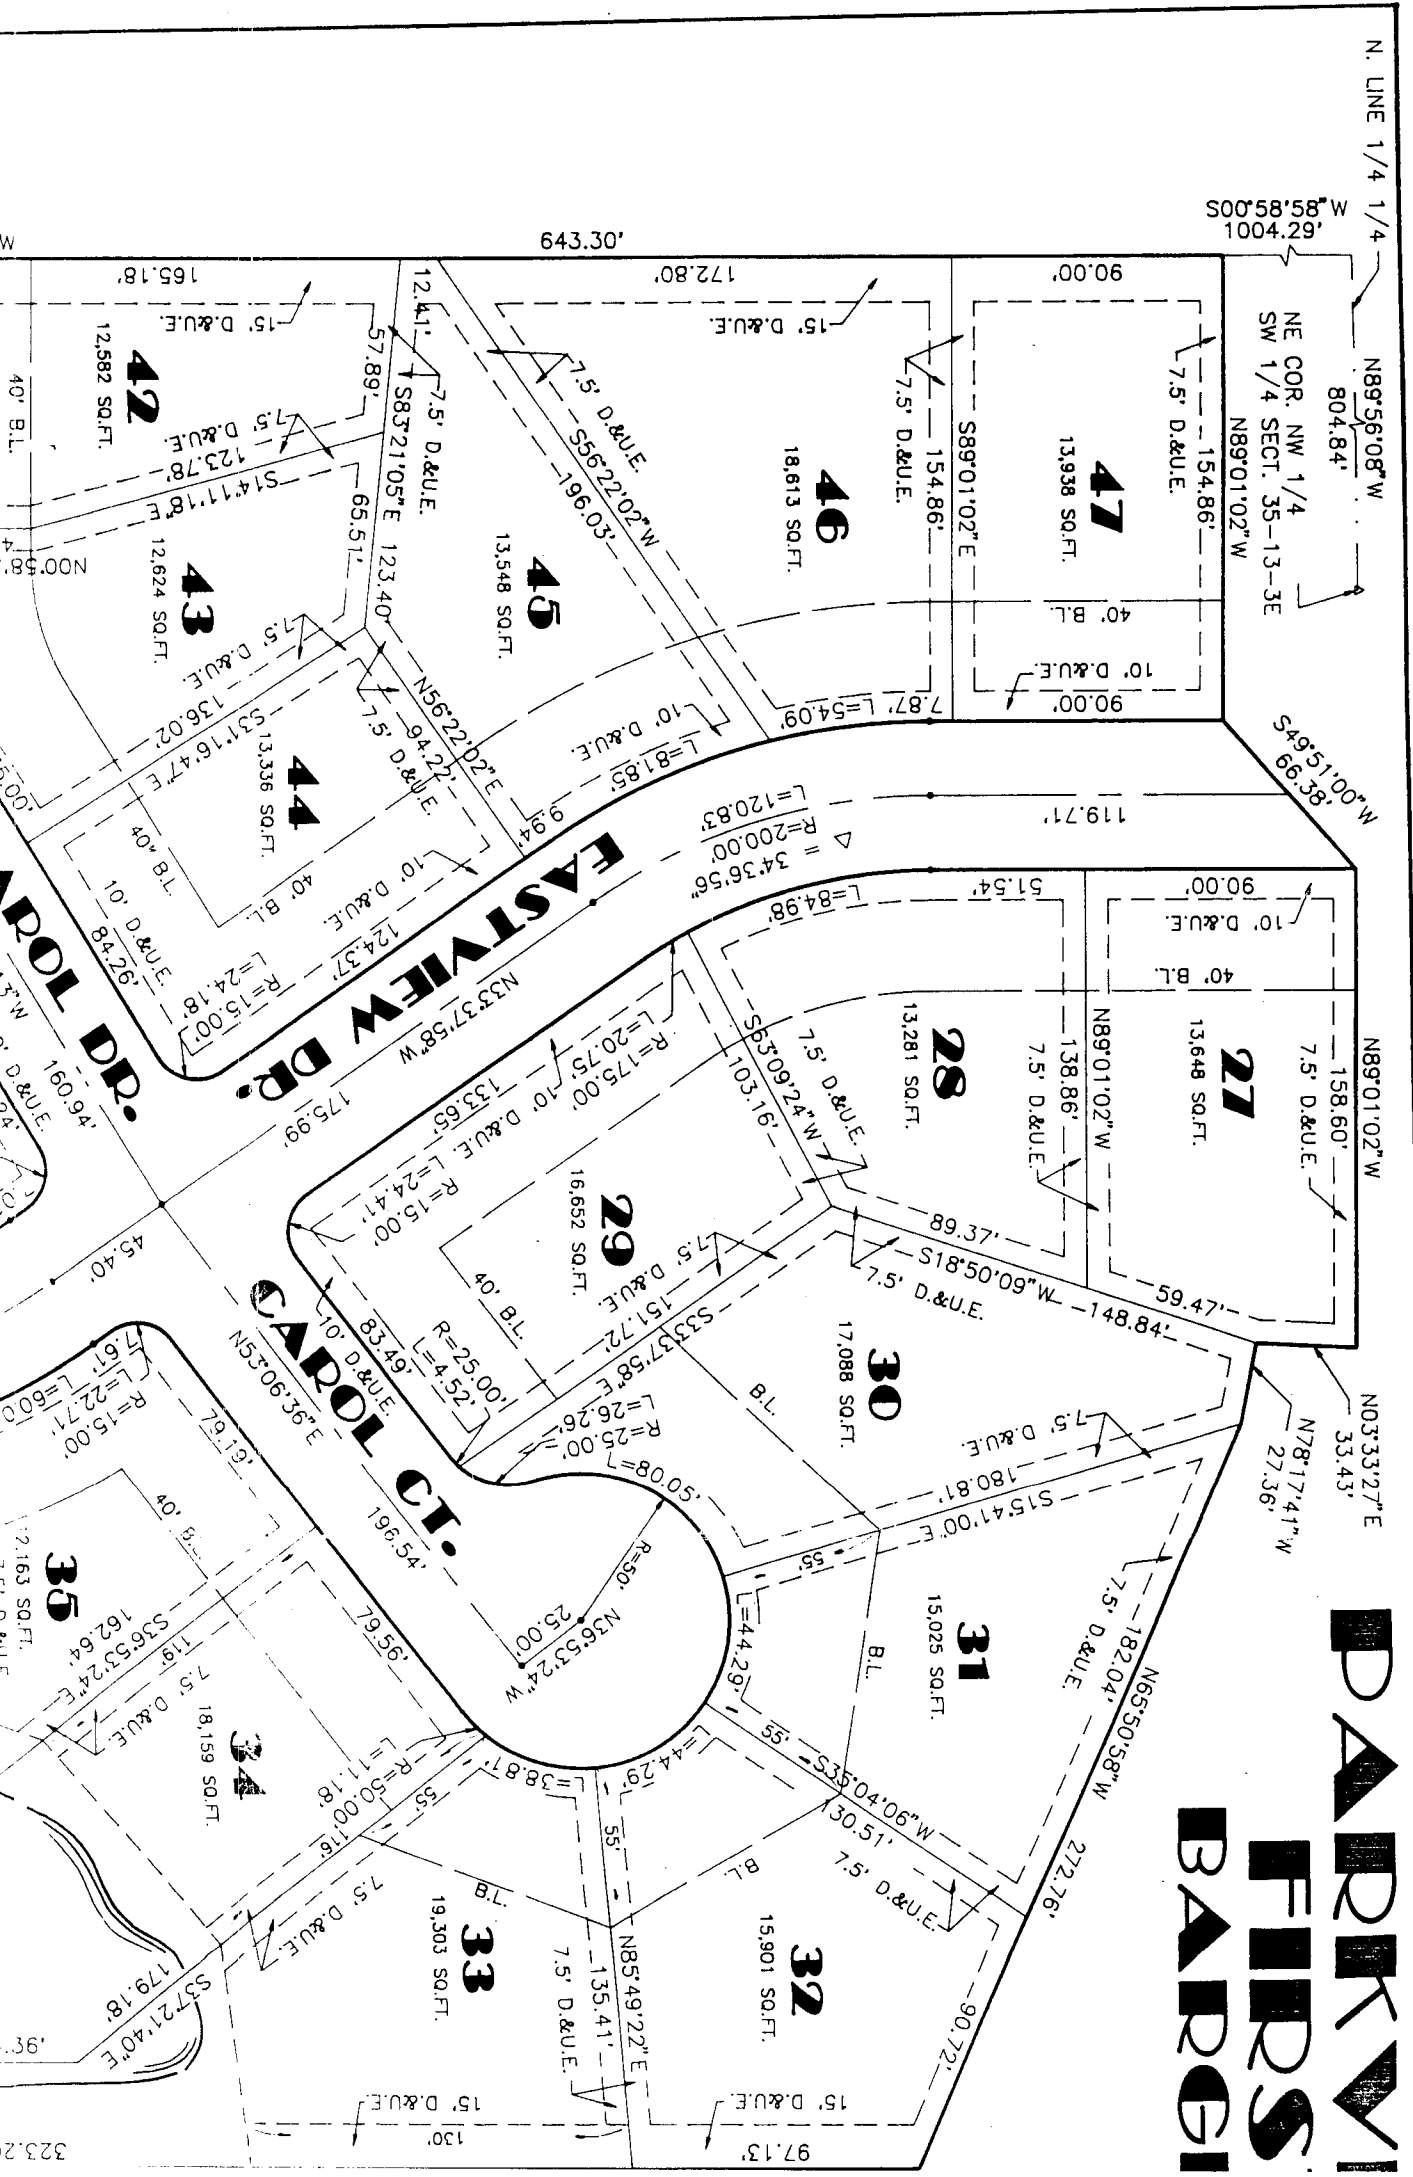 N. LINE 1/4 1/4
S00°58'58"W
1004.29'
N89°56'08"W
804.84'
NE COR. NW 1/4
SW 1/4 SECT. 35-13-3E
N89°01'02"W
643.30'
165.18'
12.41'
172.80'
90.00'
15' D.&U.E.
42
12,582 SQ.FT.
40' B.L.
57.89'
7.5' D.&U.E.
S83°21'05"E 123.40'
7.5' D.&U.E.
123.78'
S14°11'18"E
65.51'
N00°58'
43
12,624 SQ.FT.
7.5' D.&U.E.
136.02'
S31°16'47"E
44
13,336 SQ.FT.
40" B.L.
40' B.L.
10' D.&U.E.
84.26'
R=15.00'
L=24.18'
124.37'
10' D.&U.E.
N56°22'02"E
94.22'
7.5' D.&U.E.
45
13,548 SQ.FT.
7.5' D.&U.E.
S56°22'02"W
196.03'
10' D.&U.E.
9.94'
L=81.85'
15' D.&U.E.
46
18,613 SQ.FT.
7.5' D.&U.E.
154.86'
S89°01'02"E
7.87'
L=54.09'
47
13,938 SQ.FT.
7.5' D.&U.E.
154.86'
40' B.L.
10' D.&U.E.
90.00'
S49°51'00"W
66.38'
119.71'
Δ = 34°36'56"
R=200.00'
L=120.83'
EASTVIEW DR.
N33°37'58"W
175.99'
45.40'
AROL DR.
160.94'
90.00'
10' D.&U.E.
40' B.L.
27
13,648 SQ.FT.
7.5' D.&U.E.
158.60'
N89°01'02"W
51.54'
L=84.98'
N89°01'02"W
138.86'
7.5' D.&U.E.
28
13,281 SQ.FT.
7.5' D.&U.E.
S63°09'24"W
103.16'
89.37'
S18°50'09"W
148.84'
59.47'
7.5' D.&U.E.
N03°33'27"E
33.43'
N78°17'41"W
27.36'
R=175.00'
L=20.75'
10' D.&U.E.
133.65'
R=15.00'
L=24.41'
29
16,652 SQ.FT.
40' B.L.
7.5' D.&U.E.
151.72'
S33°37'58"E
R=25.00'
L=4.52'
83.49'
10' D.&U.E.
CAROL CT.
N53°06'36"E
196.54'
R=25.00'
L=26.26'
L=80.05'
30
17,088 SQ.FT.
B.L.
7.5' D.&U.E.
180.81'
S15°41'00"E
55'
R=50'
25.00'
N36°53'24"W
31
15,025 SQ.FT.
B.L.
L=44.29'
7.5' D.&U.E.
182.04'
N65°50'58"W
272.76'
55'
S35°04'06"W
130.51'
7.5' D.&U.E.
L=44.29'
32
15,901 SQ.FT.
B.L.
90.72'
15' D.&U.E.
97.13'
N85°49'22"E
135.41'
55'
7.5' D.&U.E.
L=38.81'
33
19,303 SQ.FT.
B.L.
15' D.&U.E.
130'
7.5' D.&U.E.
55'
116'
R=50.00'
L=11.18'
S37°21'40"E
179.18'
34
18,159 SQ.FT.
79.56'
7.5' D.&U.E.
119'
S36°53'24"E
162.64'
35
40' B.L.
79.19'
R=15.00'
L=22.71'
7.61'
PARKVI
FIRS
BARGI